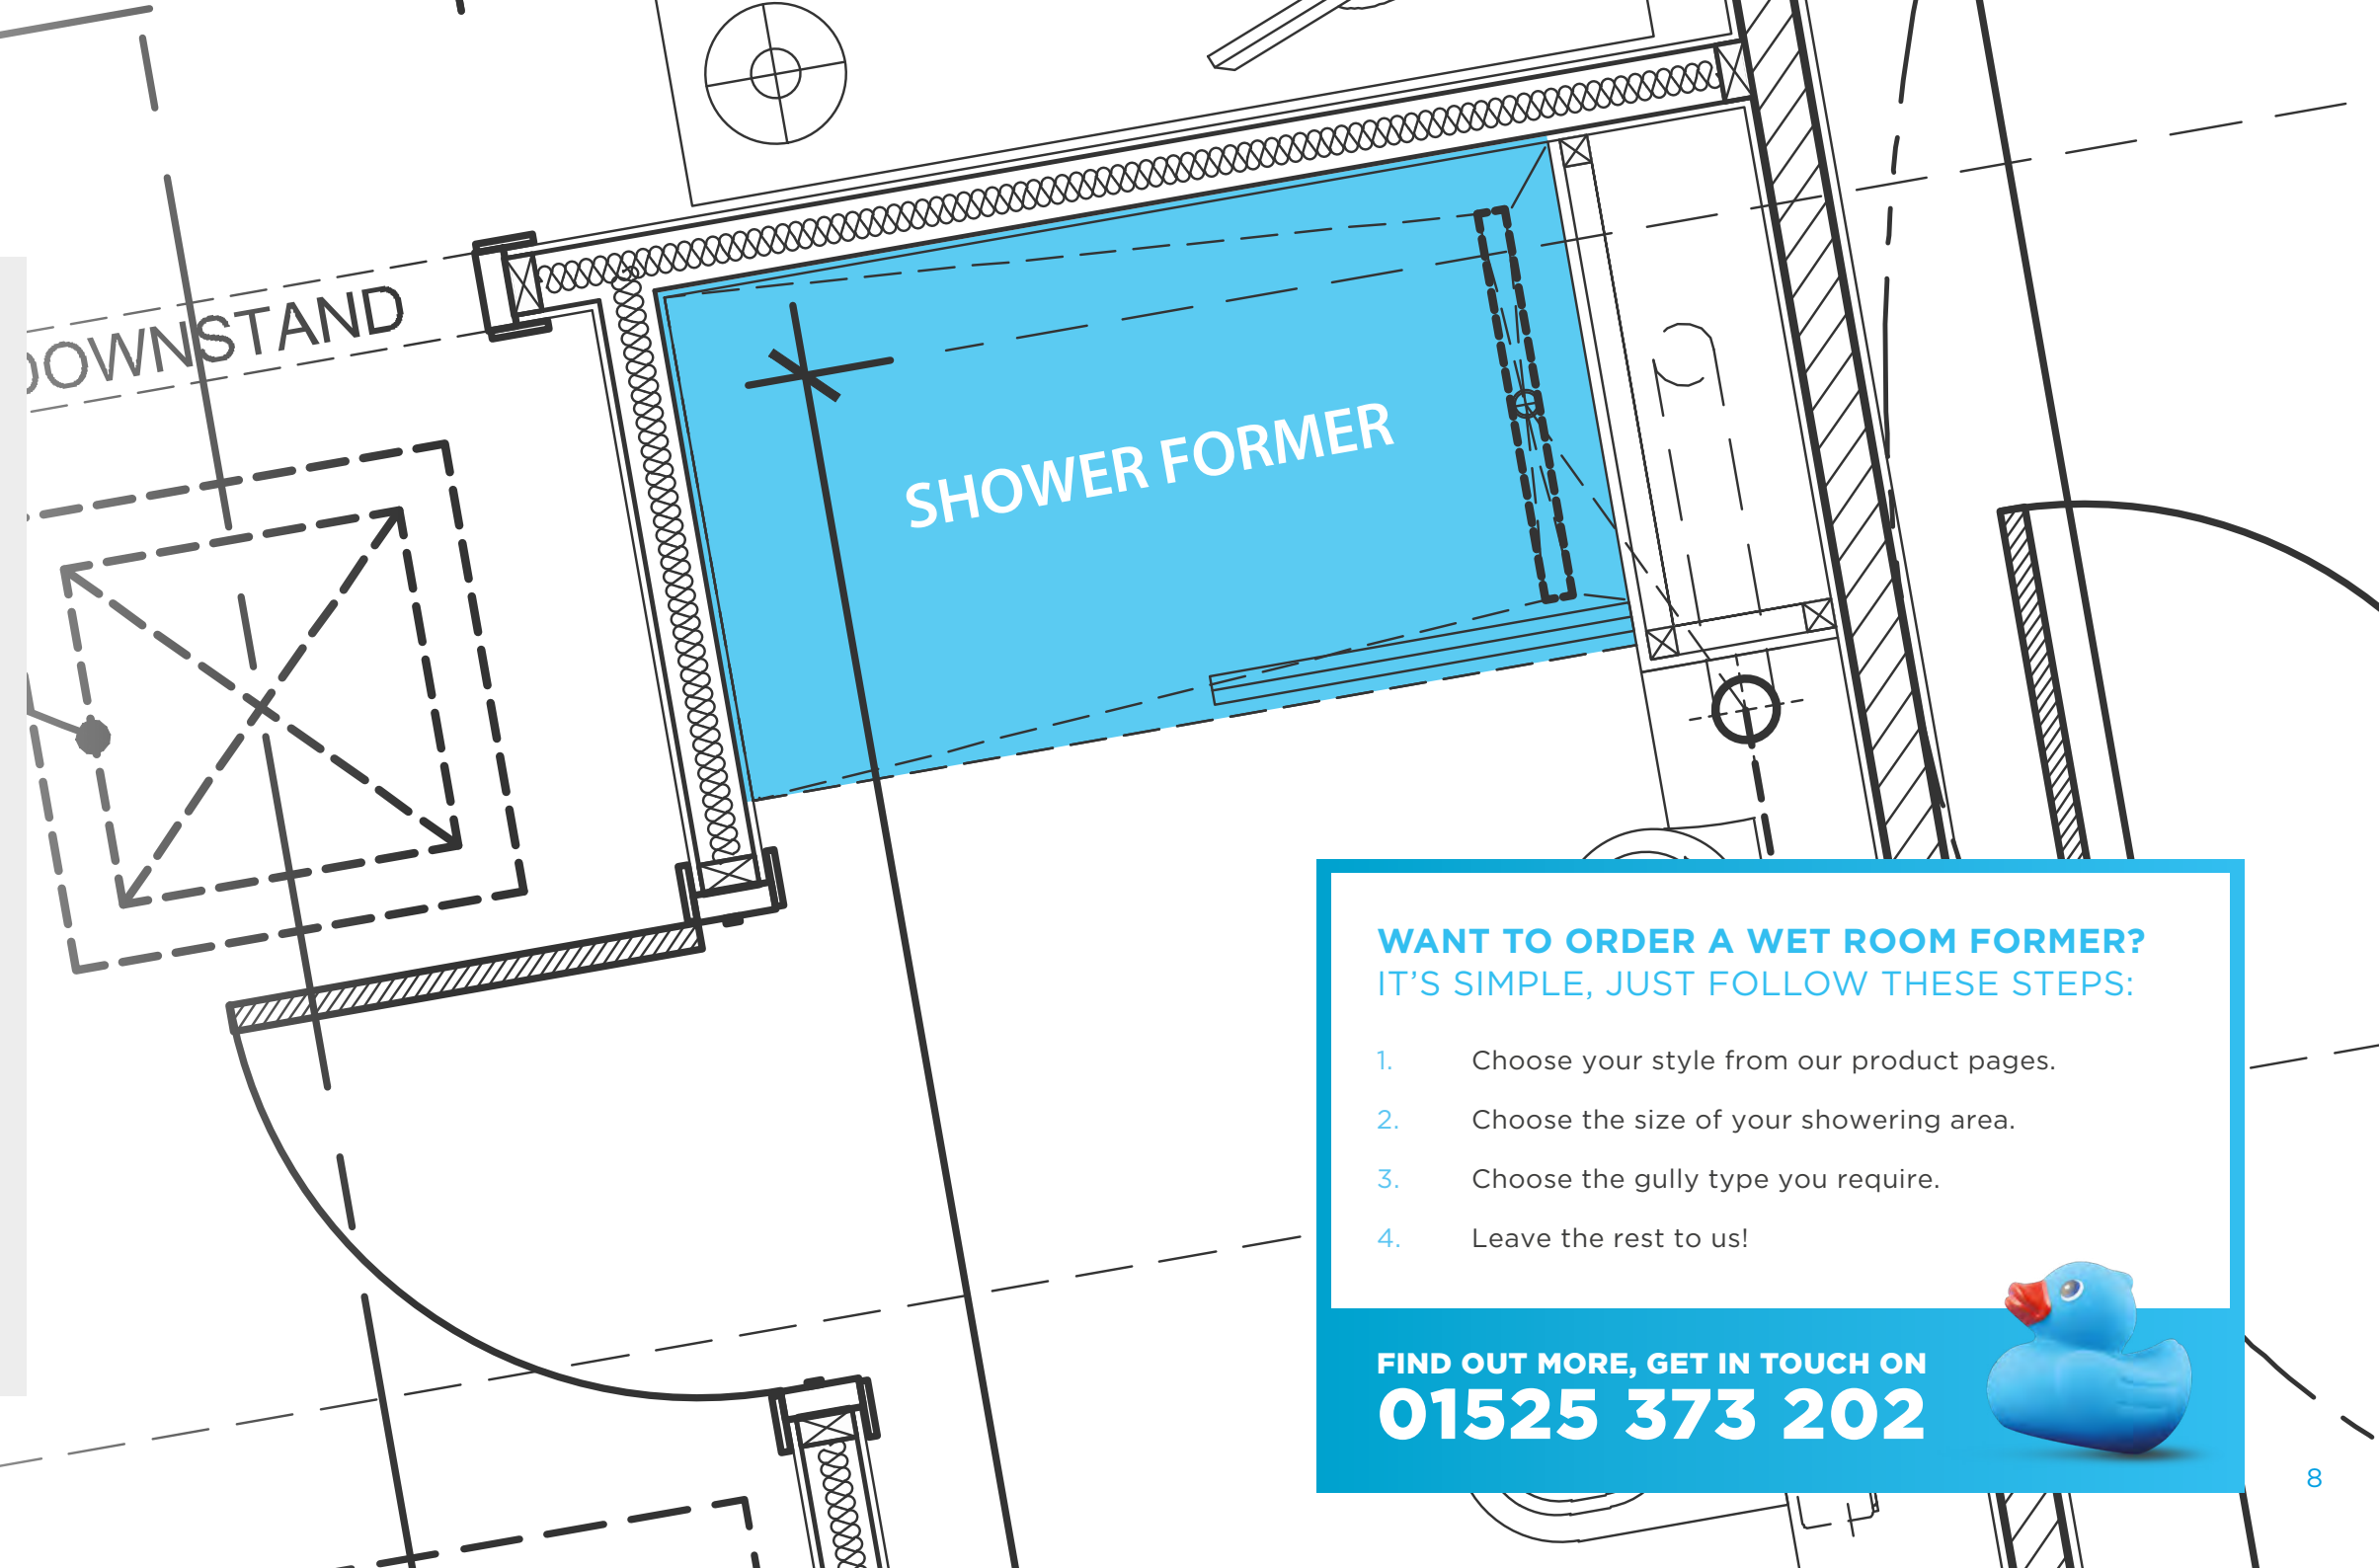 DOWNSTAND
SHOWER FORMER
WANT TO ORDER A WET ROOM FORMER?
IT'S SIMPLE, JUST FOLLOW THESE STEPS:
1. Choose your style from our product pages.
2. Choose the size of your showering area.
3. Choose the gully type you require.
4. Leave the rest to us!
FIND OUT MORE, GET IN TOUCH ON
01525 373 202
8